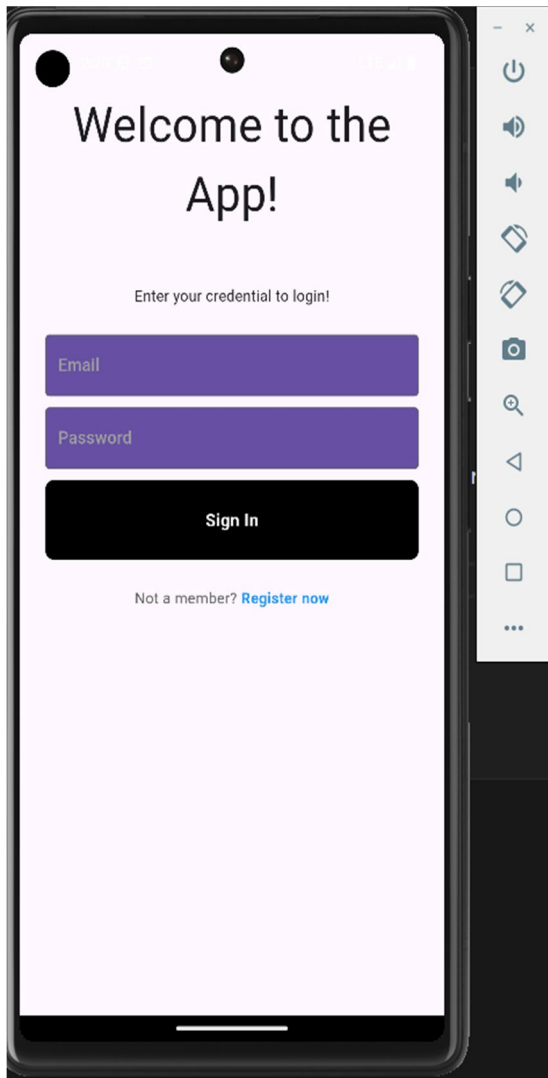 Welcome to the
App!
Enter your credential to login!
Email
Password
Sign In
Not a member? Register now